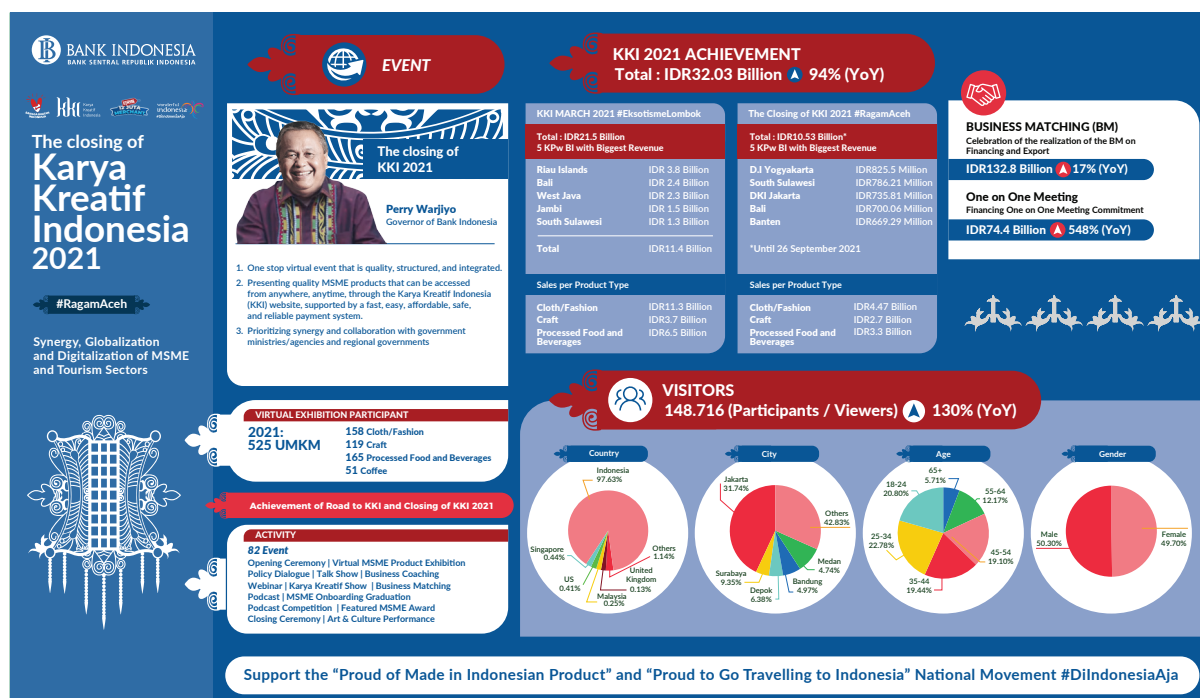 BANK INDONESIA
BANK SENTRAL REPUBLIK INDONESIA
kki
Karya
Kreatif
Indonesia
12 JUTA
MERCHANT
wonderful
indonesia
The closing of
Karya
Kreatif
Indonesia
2021
#RagamAceh
Synergy, Globalization
and Digitalization of MSME
and Tourism Sectors
EVENT
The closing of
KKI 2021
Perry Warjiyo
Governor of Bank Indonesia
1. One stop virtual event that is quality, structured, and integrated.
2. Presenting quality MSME products that can be accessed
from anywhere, anytime, through the Karya Kreatif Indonesia
(KKI) website, supported by a fast, easy, affordable, safe,
and reliable payment system.
3. Prioritizing synergy and collaboration with government
ministries/agencies and regional governments
VIRTUAL EXHIBITION PARTICIPANT
2021:
525 UMKM
158 Cloth/Fashion
119 Craft
165 Processed Food and Beverages
51 Coffee
Achievement of Road to KKI and Closing of KKI 2021
ACTIVITY
82 Event
Opening Ceremony | Virtual MSME Product Exhibition
Policy Dialogue | Talk Show | Business Coaching
Webinar | Karya Kreatif Show | Business Matching
Podcast | MSME Onboarding Graduation
Podcast Competition | Featured MSME Award
Closing Ceremony | Art & Culture Performance
KKI 2021 ACHIEVEMENT
Total : IDR32.03 Billion 94% (YoY)
KKI MARCH 2021 #EksotismeLombok
Total : IDR21.5 Billion
5 KPw BI with Biggest Revenue
Riau Islands IDR 3.8 Billion
Bali IDR 2.4 Billion
West Java IDR 2.3 Billion
Jambi IDR 1.5 Billion
South Sulawesi IDR 1.3 Billion
Total IDR11.4 Billion
Sales per Product Type
Cloth/Fashion IDR11.3 Billion
Craft IDR3.7 Billion
Processed Food and IDR6.5 Billion
Beverages
The Closing of KKI 2021 #RagamAceh
Total : IDR10.53 Billion*
5 KPw BI with Biggest Revenue
D.I Yogyakarta IDR825.5 Million
South Sulawesi IDR786.21 Million
DKI Jakarta IDR735.81 Million
Bali IDR700.06 Million
Banten IDR669.29 Million
*Until 26 September 2021
Sales per Product Type
Cloth/Fashion IDR4.47 Billion
Craft IDR2.7 Billion
Processed Food and IDR3.3 Billion
Beverages
BUSINESS MATCHING (BM)
Celebration of the realization of the BM on
Financing and Export
IDR132.8 Billion 17% (YoY)
One on One Meeting
Financing One on One Meeting Commitment
IDR74.4 Billion 548% (YoY)
VISITORS
148.716 (Participants / Viewers) 130% (YoY)
Country
Indonesia
97.63%
Singapore
0.44%
US
0.41%
Malaysia
0.25%
United
Kingdom
0.13%
Others
1.14%
City
Jakarta
31.74%
Others
42.83%
Medan
4.74%
Bandung
4.97%
Depok
6.38%
Surabaya
9.35%
Age
65+
5.71%
55-64
12.17%
45-54
19.10%
35-44
19.44%
25-34
22.78%
18-24
20.80%
Gender
Male
50.30%
Female
49.70%
Support the “Proud of Made in Indonesian Product” and “Proud to Go Travelling to Indonesia” National Movement #DiIndonesiaAja